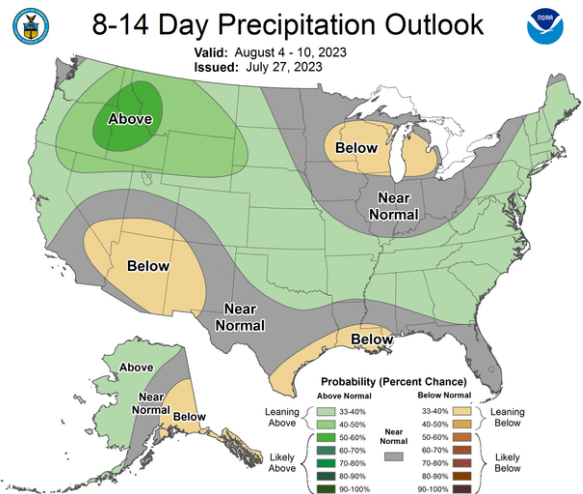 8-14 Day Precipitation Outlook
NOAA
Valid: August 4 - 10, 2023
Issued: July 27, 2023
Above
Below
Near
Normal
Below
Near
Normal
Below
Above
Near
Normal
Below
Probability (Percent Chance)
Above Normal
Below Normal
Leaning
Above
Likely
Above
33-40%
40-50%
50-60%
60-70%
70-80%
80-90%
90-100%
Near
Normal
33-40%
40-50%
50-60%
60-70%
70-80%
80-90%
90-100%
Leaning
Below
Likely
Below